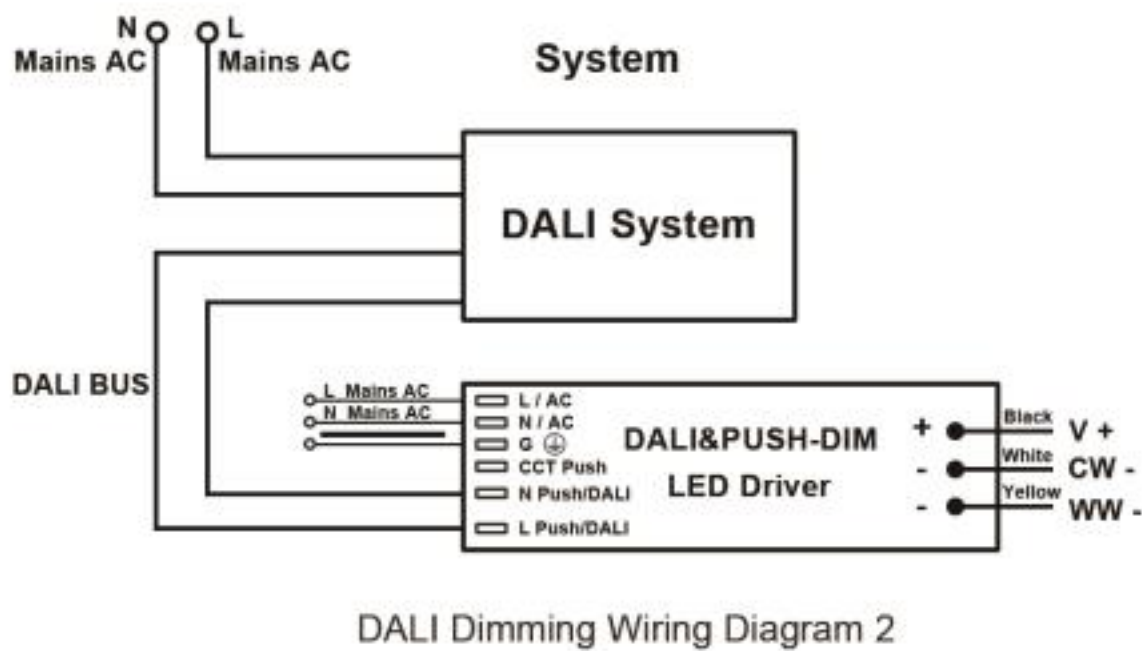 N
L
Mains AC
Mains AC
System
DALI System
DALI BUS
L Mains AC
N Mains AC
L / AC
N / AC
G
CCT Push
N Push/DALI
L Push/DALI
DALI&PUSH-DIM
LED Driver
+
-
-
Black
White
Yellow
V +
CW -
WW -
DALI Dimming Wiring Diagram 2